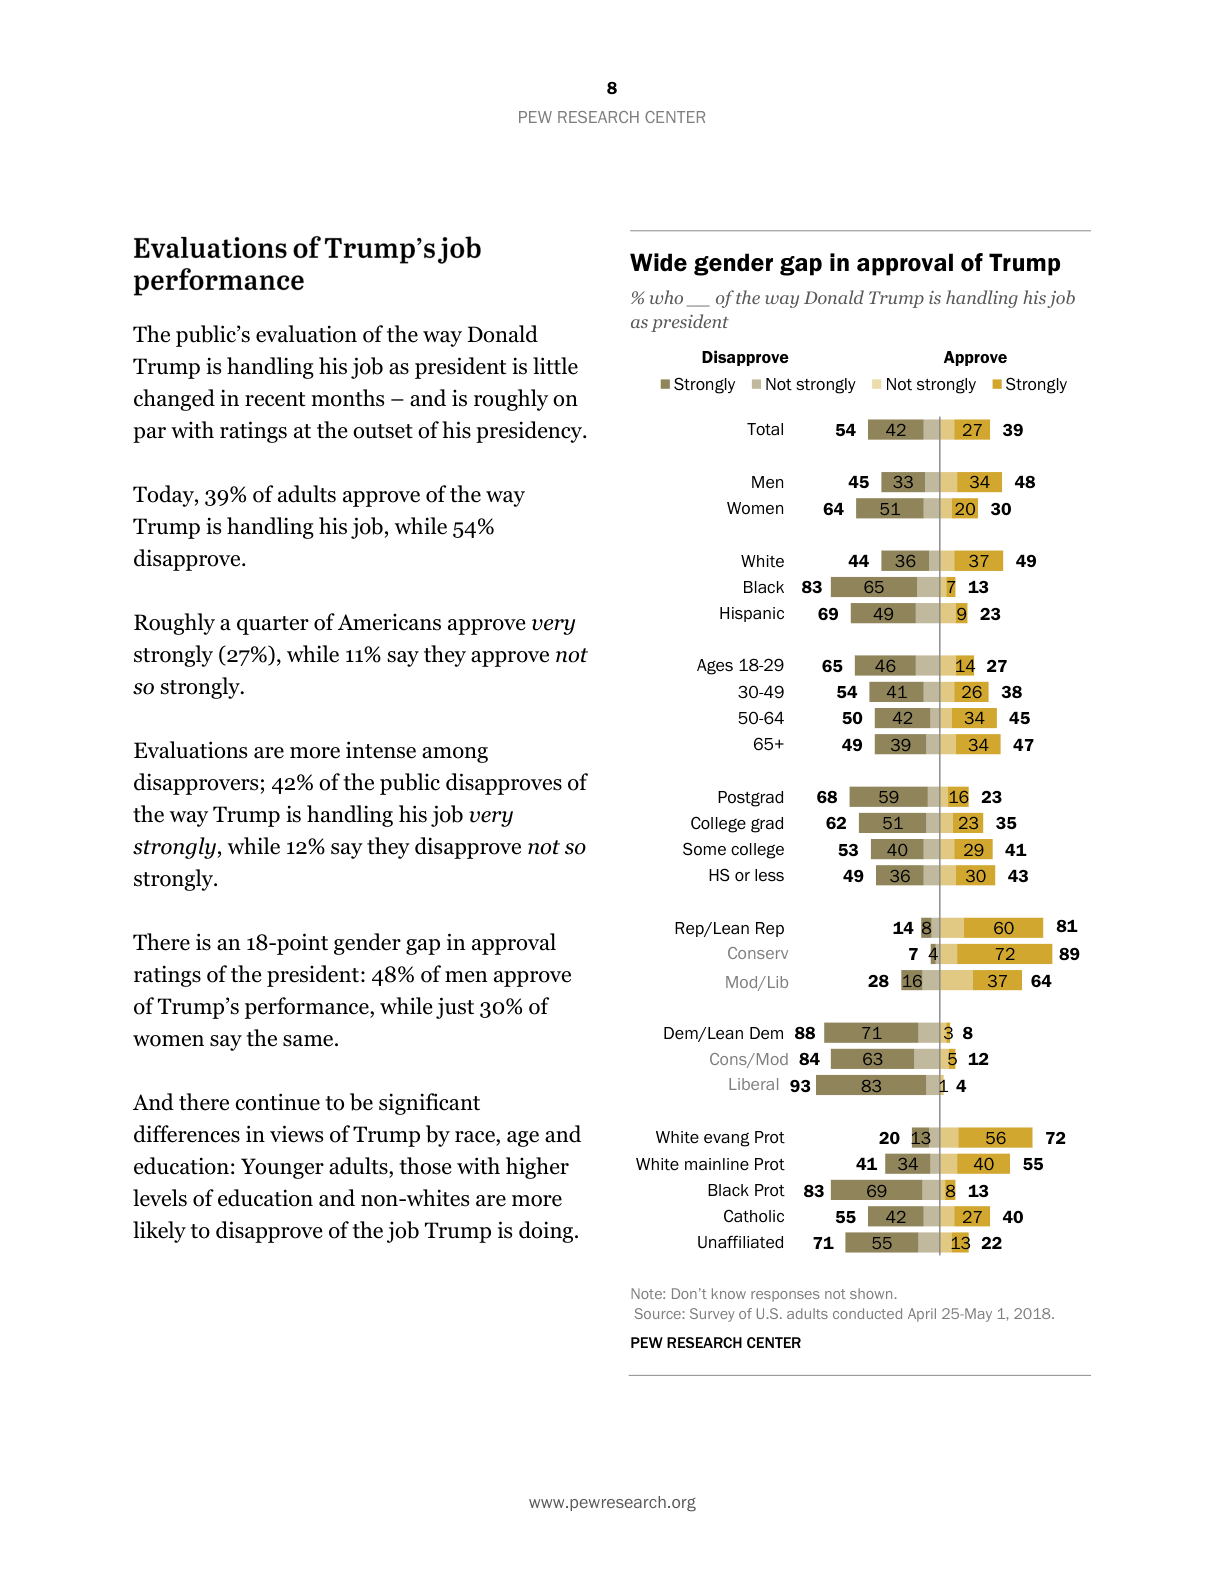 8
PEW RESEARCH CENTER
Evaluations of Trump's job
performance
The public's evaluation of the way Donald
Trump is handling his job as president is little
changed in recent months – and is roughly on
par with ratings at the outset of his presidency.
Today, 39% of adults approve of the way
Trump is handling his job, while 54%
disapprove.
Roughly a quarter of Americans approve very
strongly (27%), while 11% say they approve not
so strongly.
Evaluations are more intense among
disapprovers; 42% of the public disapproves of
the way Trump is handling his job very
strongly, while 12% say they disapprove not so
strongly.
There is an 18-point gender gap in approval
ratings of the president: 48% of men approve
of Trump's performance, while just 30% of
women say the same.
And there continue to be significant
differences in views of Trump by race, age and
education: Younger adults, those with higher
levels of education and non-whites are more
likely to disapprove of the job Trump is doing.
Wide gender gap in approval of Trump
% who __ of the way Donald Trump is handling his job
as president
Disapprove Approve
Strongly Not strongly Not strongly Strongly
Total 54 42 27 39
Men 45 33 34 48
Women 64 51 20 30
White 44 36 37 49
Black 83 65 7 13
Hispanic 69 49 9 23
Ages 18-29 65 46 14 27
30-49 54 41 26 38
50-64 50 42 34 45
65+ 49 39 34 47
Postgrad 68 59 16 23
College grad 62 51 23 35
Some college 53 40 29 41
HS or less 49 36 30 43
Rep/Lean Rep 14 8 60 81
Conserv 7 4 72 89
Mod/Lib 28 16 37 64
Dem/Lean Dem 88 71 3 8
Cons/Mod 84 63 5 12
Liberal 93 83 1 4
White evang Prot 20 13 56 72
White mainline Prot 41 34 40 55
Black Prot 83 69 8 13
Catholic 55 42 27 40
Unaffiliated 71 55 13 22
Note: Don't know responses not shown.
Source: Survey of U.S. adults conducted April 25-May 1, 2018.
PEW RESEARCH CENTER
www.pewresearch.org